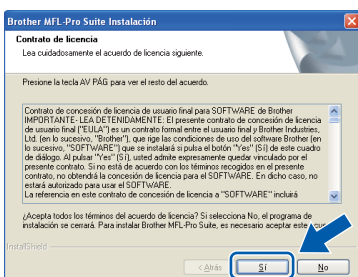 Brother MFL-Pro Suite Instalación
Contrato de licencia
Lea cuidadosamente el acuerdo de licencia siguiente.
Presione la tecla AV PÁG para ver el resto del acuerdo.
Contrato de concesión de licencia de usuario final para SOFTWARE de Brother
IMPORTANTE- LEA DETENIDAMENTE: El presente contrato de concesión de licencia
de usuario final ("EULA") es un contrato formal entre el usuario final y Brother Industries,
Ltd. (en lo sucesivo, "BROTHER"), que rige las condiciones de uso del software Brother (en
lo sucesivo, "SOFTWARE") que se instalará si pulsa el botón "Yes" (Sí) de este cuadro
de diálogo. Al pulsar "Yes" (Sí), usted admite expresamente quedar vinculado por el
presente contrato. Si no está de acuerdo con los términos recogidos en el presente
contrato, no obtendrá la concesión de licencia para el SOFTWARE. En dicho caso, no
estará autorizado para usar el SOFTWARE.
La referencia en este contrato de concesión de licencia a "SOFTWARE" incluirá
¿Acepta todos los términos del acuerdo de licencia? Si selecciona No, el programa de
instalación se cerrará. Para instalar Brother MFL-Pro Suite, es necesario aceptar este
InstallShield
< Atrás
Sí
No